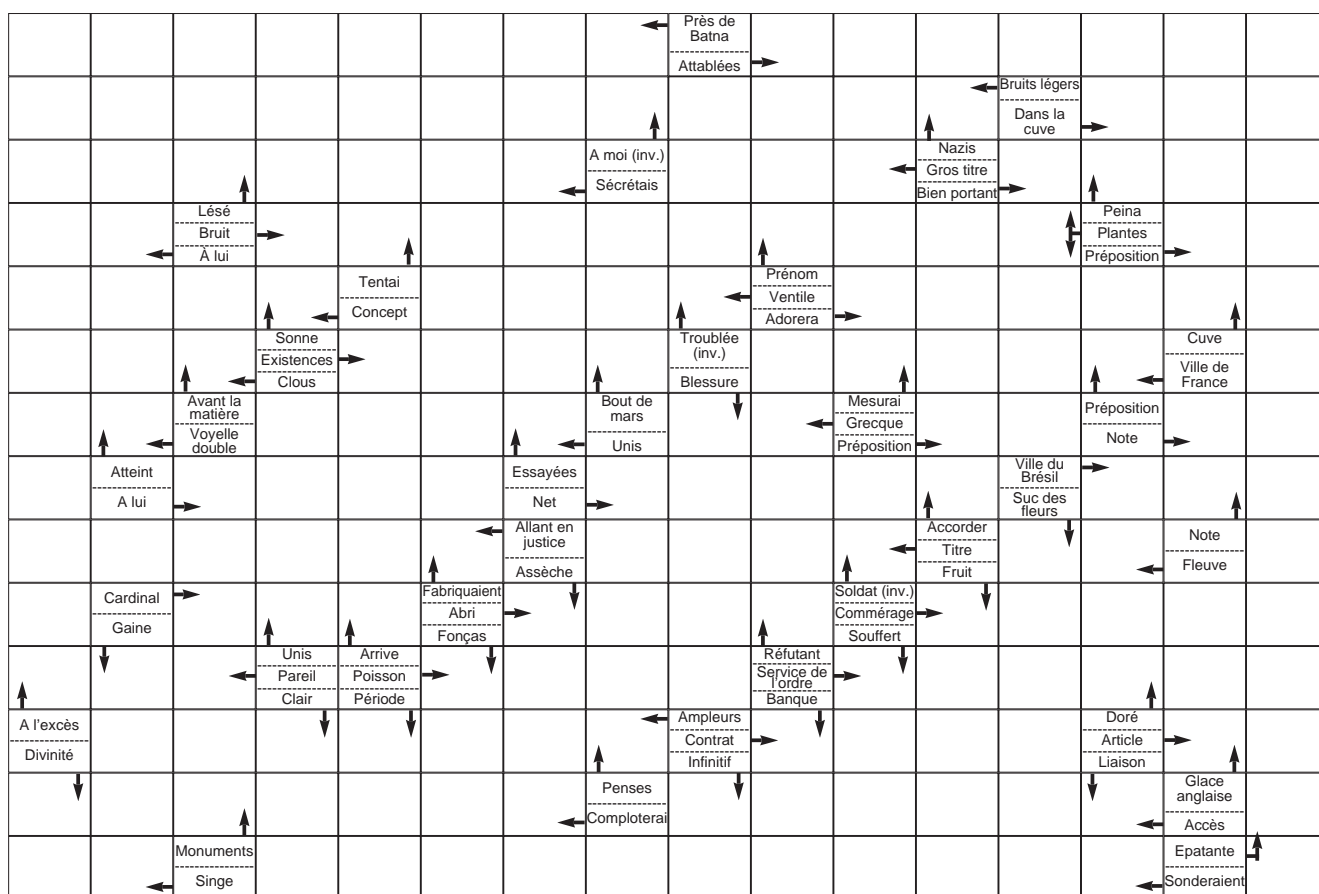 Près de
Batna
Attablées
Bruits légers
Dans la
cuve
A moi (inv.)
Sécrétais
Nazis
Gros titre
Bien portant
Lésé
Bruit
À lui
Peina
Plantes
Préposition
Tentai
Concept
Prénom
Ventile
Adorera
Sonne
Existences
Clous
Troublée
(inv.)
Blessure
Cuve
Ville de
France
Avant la
matière
Voyelle
double
Bout de
mars
Unis
Mesurai
Grecque
Préposition
Préposition
Note
Atteint
A lui
Essayées
Net
Ville du
Brésil
Suc des
fleurs
Allant en
justice
Assèche
Accorder
Titre
Fruit
Note
Fleuve
Cardinal
Gaine
Fabriquaient
Abri
Fonças
Soldat (inv.)
Commérage
Souffert
Unis
Pareil
Clair
Arrive
Poisson
Période
Réfutant
Service de
l'ordre
Banque
A l'excès
Divinité
Ampleurs
Contrat
Infinitif
Doré
Article
Liaison
Penses
Comploterai
Glace
anglaise
Accès
Monuments
Singe
Epatante
Sonderaient